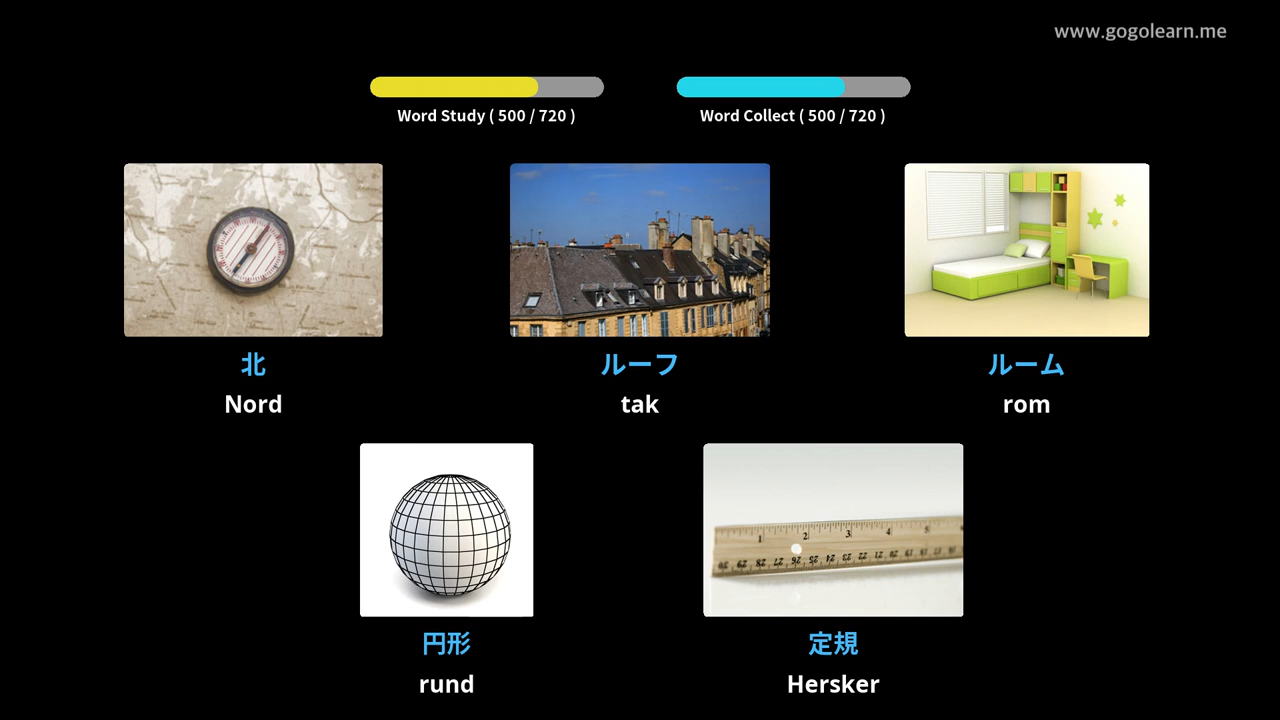 www.gogolearn.me
Word Study ( 500 / 720 )
Word Collect ( 500 / 720 )
北
Nord
ルーフ
tak
ルーム
rom
円形
rund
定規
Hersker